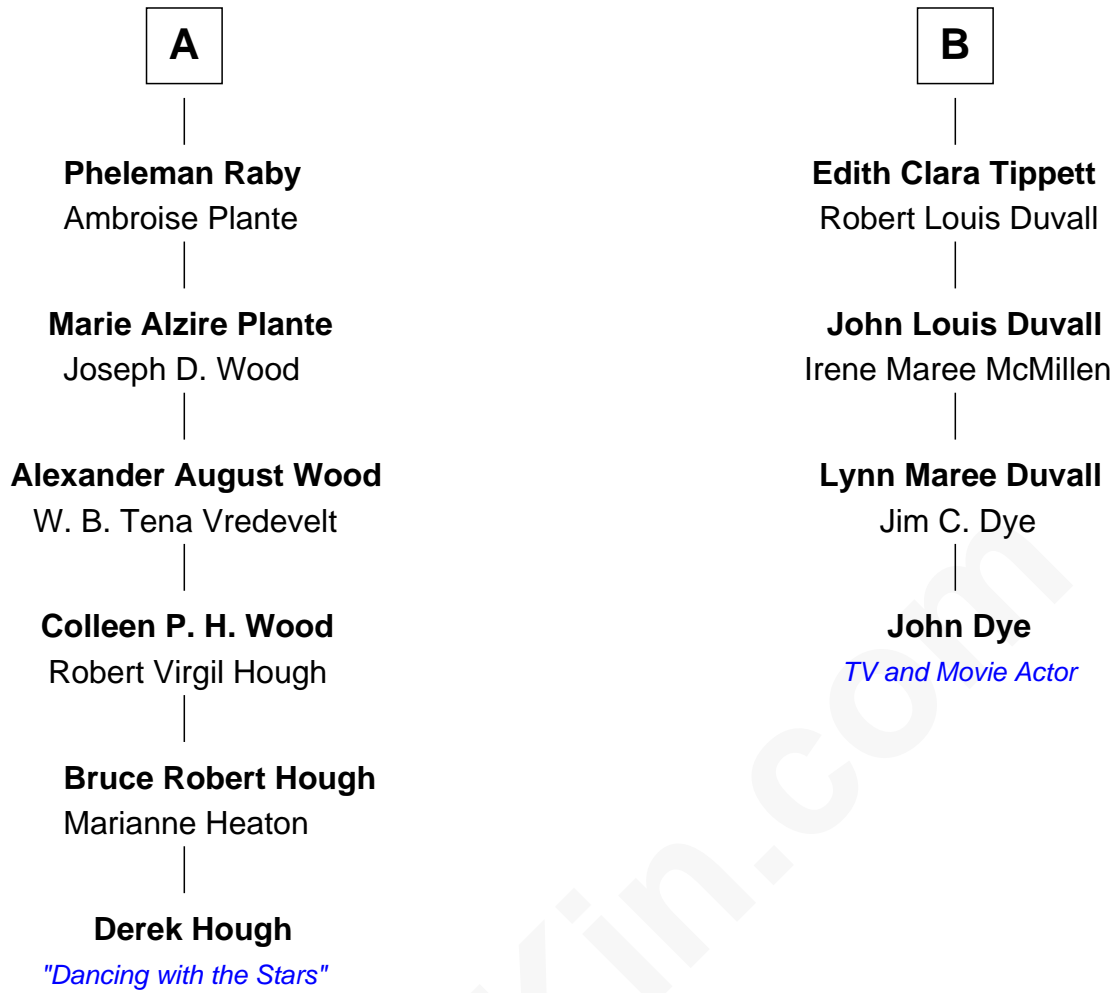 A
Pheleman Raby
Ambroise Plante
Marie Alzire Plante
Joseph D. Wood
Alexander August Wood
W. B. Tena Vredevelt
Colleen P. H. Wood
Robert Virgil Hough
Bruce Robert Hough
Marianne Heaton
Derek Hough
"Dancing with the Stars"
B
Edith Clara Tippett
Robert Louis Duvall
John Louis Duvall
Irene Maree McMillen
Lynn Maree Duvall
Jim C. Dye
John Dye
TV and Movie Actor
Kin.com